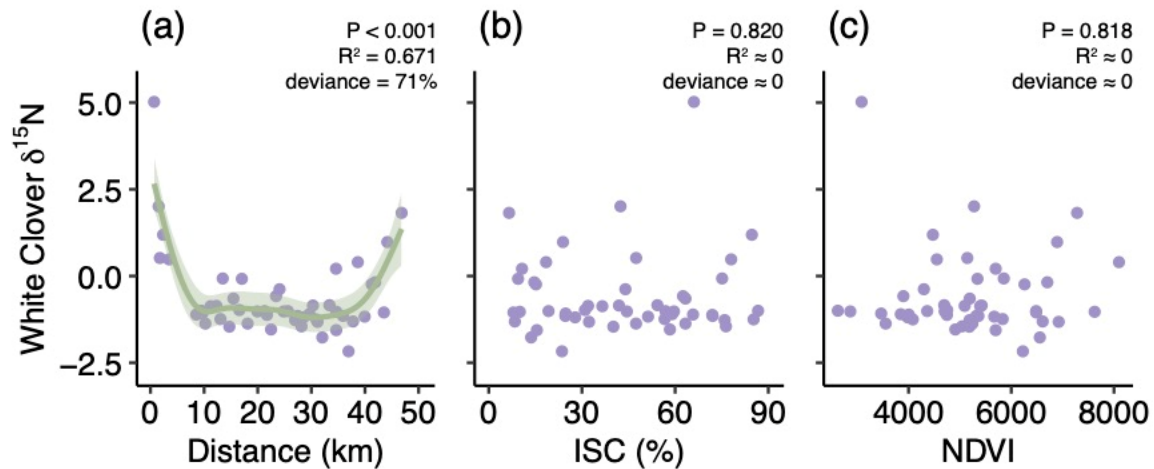 (a)
P < 0.001
R² = 0.671
deviance = 71%
(b)
P = 0.820
R² ≈ 0
deviance ≈ 0
(c)
P = 0.818
R² ≈ 0
deviance ≈ 0
White Clover δ¹⁵N
5.0
2.5
0.0
−2.5
0 10 20 30 40 50
Distance (km)
0 30 60 90
ISC (%)
4000 6000 8000
NDVI